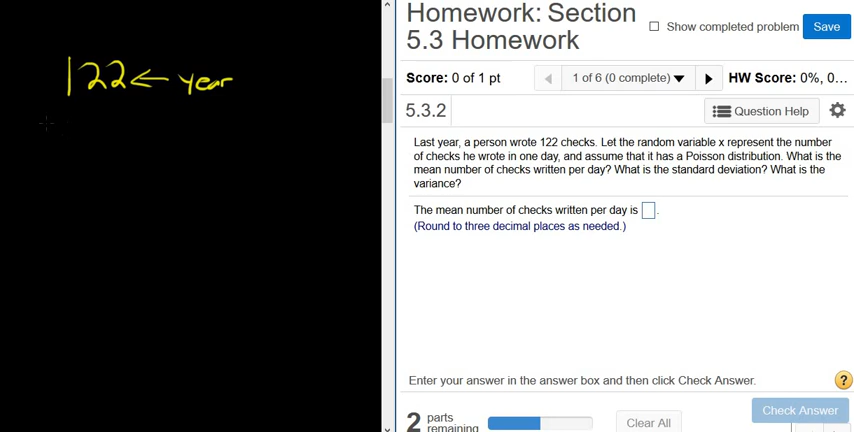 122 ← year
Homework: Section
5.3 Homework
Show completed problem
Save
Score: 0 of 1 pt
1 of 6 (0 complete)
HW Score: 0%, 0...
5.3.2
Question Help
Last year, a person wrote 122 checks. Let the random variable x represent the number
of checks he wrote in one day, and assume that it has a Poisson distribution. What is the
mean number of checks written per day? What is the standard deviation? What is the
variance?
The mean number of checks written per day is .
(Round to three decimal places as needed.)
Enter your answer in the answer box and then click Check Answer.
?
2 parts
remaining
Clear All
Check Answer